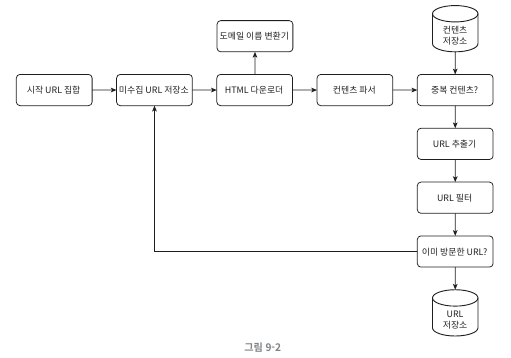 컨텐츠
저장소
도메일 이름 변환기
시작 URL 집합
미수집 URL 저장소
HTML 다운로더
컨텐츠 파서
중복 컨텐츠?
URL 추출기
URL 필터
이미 방문한 URL?
URL
저장소
그림 9-2